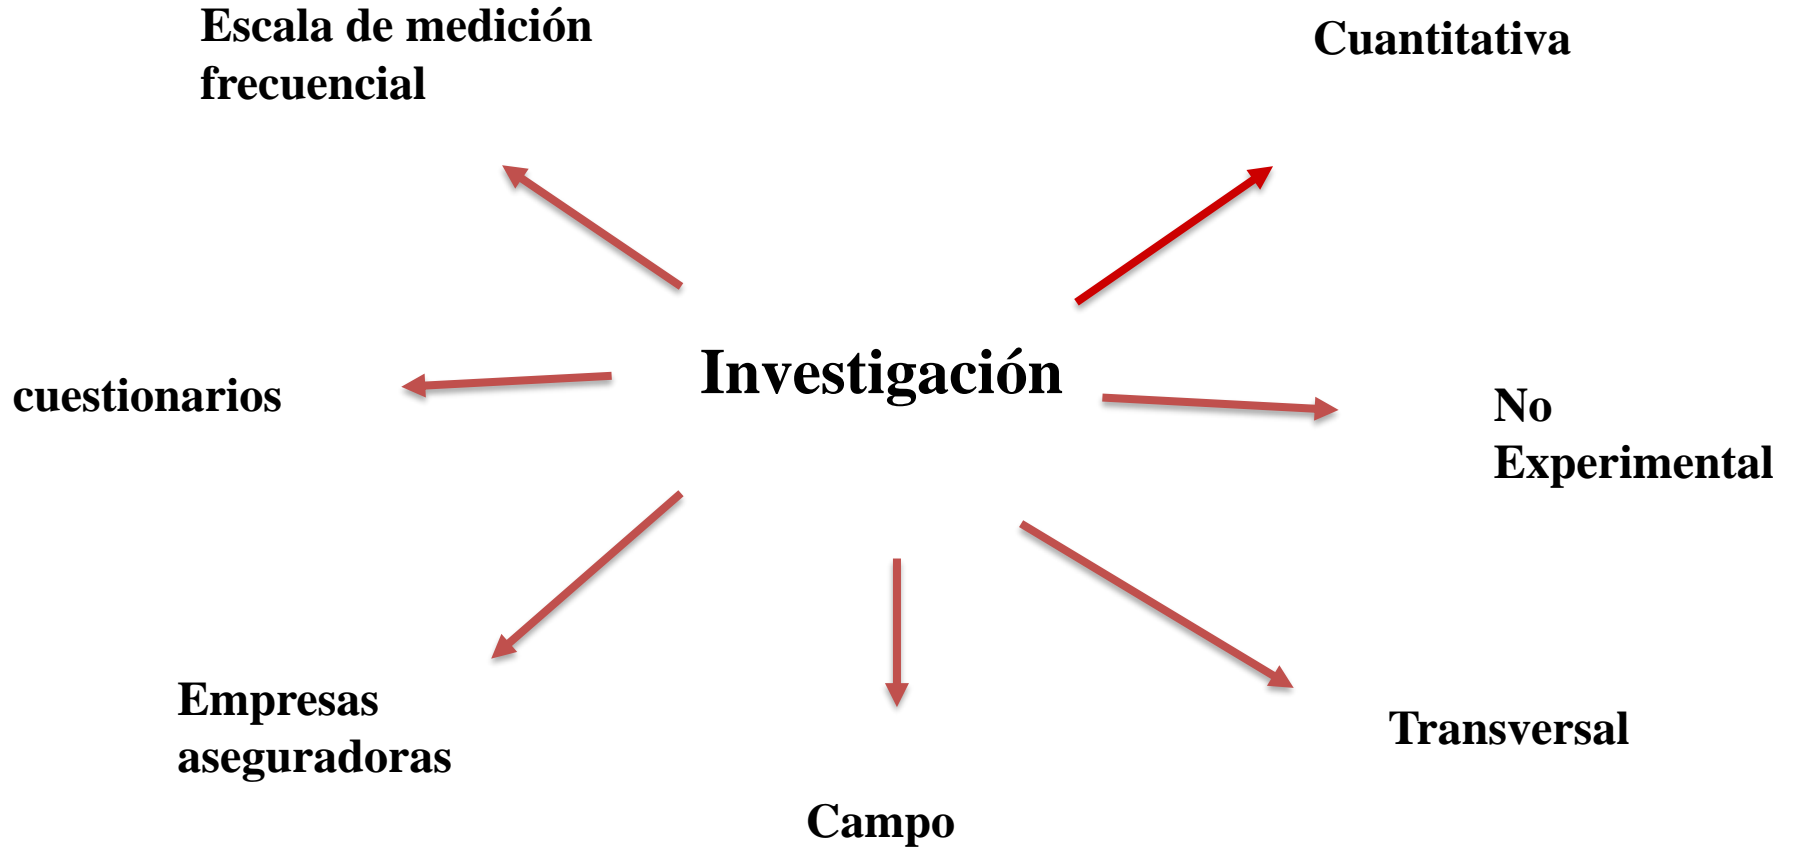 Escala de medición
frecuencial
Cuantitativa
Investigación
cuestionarios
No
Experimental
Empresas
aseguradoras
Transversal
Campo